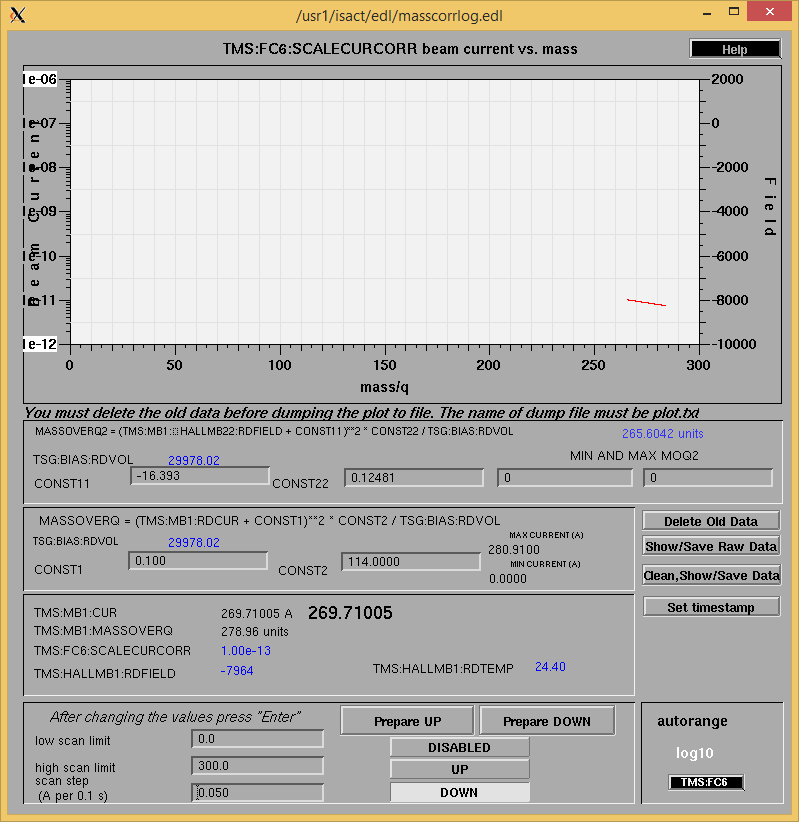 /usr1/isact/edl/masscorrlog.edl
TMS:FC6:SCALECURCORR beam current vs. mass
Help
1e-06
1e-07
1e-08
1e-09
1e-10
1e-11
1e-12
Beam Current
2000
0
-2000
-4000
-6000
-8000
-10000
Field
0 50 100 150 200 250 300
mass/q
You must delete the old data before dumping the plot to file. The name of dump file must be plot.txt
MASSOVERQ2 = (TMS:MB1: HALLMB22:RDFIELD + CONST11)**2 * CONST22 / TSG:BIAS:RDVOL
265.6042 units
TSG:BIAS:RDVOL 29978.02
MIN AND MAX MOQ2
CONST11 -16.393 CONST22 0.12481 0 0
MASSOVERQ = (TMS:MB1:RDCUR + CONST1)**2 * CONST2 / TSG:BIAS:RDVOL
TSG:BIAS:RDVOL 29978.02
MAX CURRENT (A)
280.9100
MIN CURRENT (A)
0.0000
CONST1 0.100 CONST2 114.0000
Delete Old Data
Show/Save Raw Data
Clean,Show/Save Data
Set timestamp
TMS:MB1:CUR 269.71005 A 269.71005
TMS:MB1:MASSOVERQ 278.96 units
TMS:FC6:SCALECURCORR 1.00e-13
TMS:HALLMB1:RDFIELD -7964
TMS:HALLMB1:RDTEMP 24.40
After changing the values press "Enter"
low scan limit 0.0
high scan limit 300.0
scan step
(A per 0.1 s) 0.050
Prepare UP
Prepare DOWN
DISABLED
UP
DOWN
autorange
log10
TMS:FC6